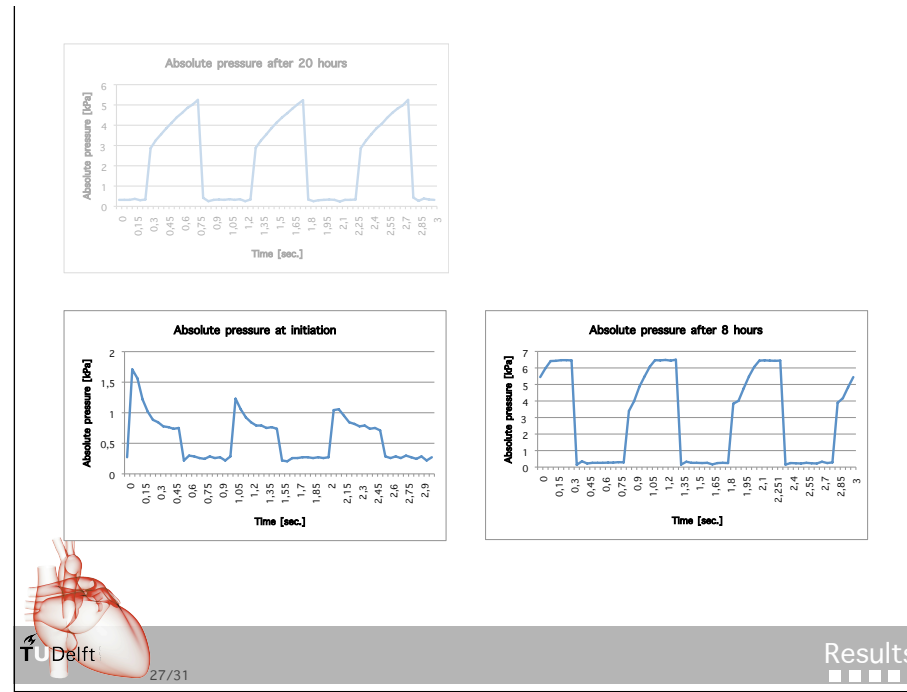 Absolute pressure after 20 hours
Absolute pressure [kPa]
6
5
4
3
2
1
0
0 0,15 0,3 0,45 0,6 0,75 0,9 1,05 1,2 1,35 1,5 1,65 1,8 1,95 2,1 2,25 2,4 2,55 2,7 2,85 3
Time [sec.]
Absolute pressure at initiation
Absolute pressure [kPa]
2
1,5
1
0,5
0
0 0,15 0,3 0,45 0,6 0,75 0,9 1,05 1,2 1,35 1,55 1,7 1,85 2 2,15 2,3 2,45 2,6 2,75 2,9
Time [sec.]
Absolute pressure after 8 hours
Absolute pressure [kPa]
7
6
5
4
3
2
1
0
0 0,15 0,3 0,45 0,6 0,75 0,9 1,05 1,2 1,35 1,5 1,65 1,8 1,95 2,1 2,251 2,4 2,55 2,7 2,85 3
Time [sec.]
TUDelft
27/31
Results